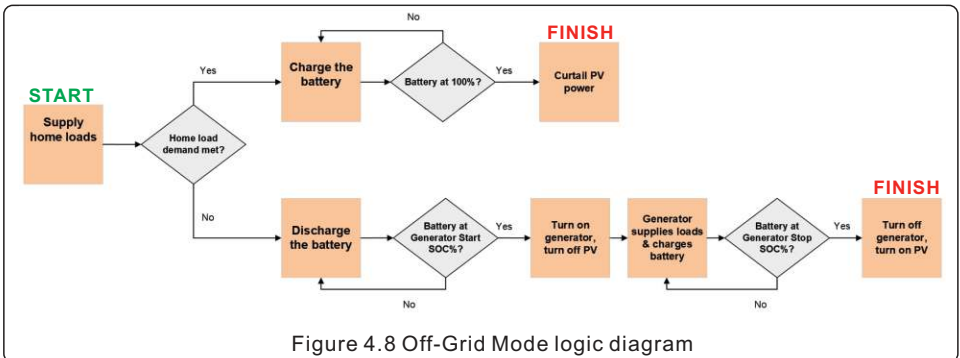 START
Supply
home loads
Home load
demand met?
Yes
Charge the
battery
No
Battery at 100%?
Yes
FINISH
Curtail PV
power
No
Discharge
the battery
Battery at
Generator Start
SOC%?
No
Yes
Turn on
generator,
turn off PV
Generator
supplies loads
& charges
battery
Battery at
Generator Stop
SOC%?
No
Yes
FINISH
Turn off
generator,
turn on PV
Figure 4.8 Off-Grid Mode logic diagram